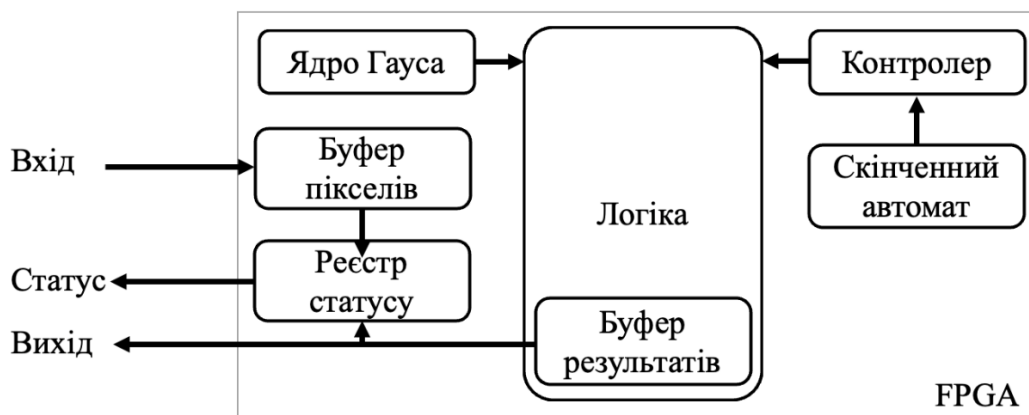 Ядро Гауса
Контролер
Вхід
Буфер
пікселів
Скінченний
автомат
Логіка
Статус
Реєстр
статусу
Вихід
Буфер
результатів
FPGA